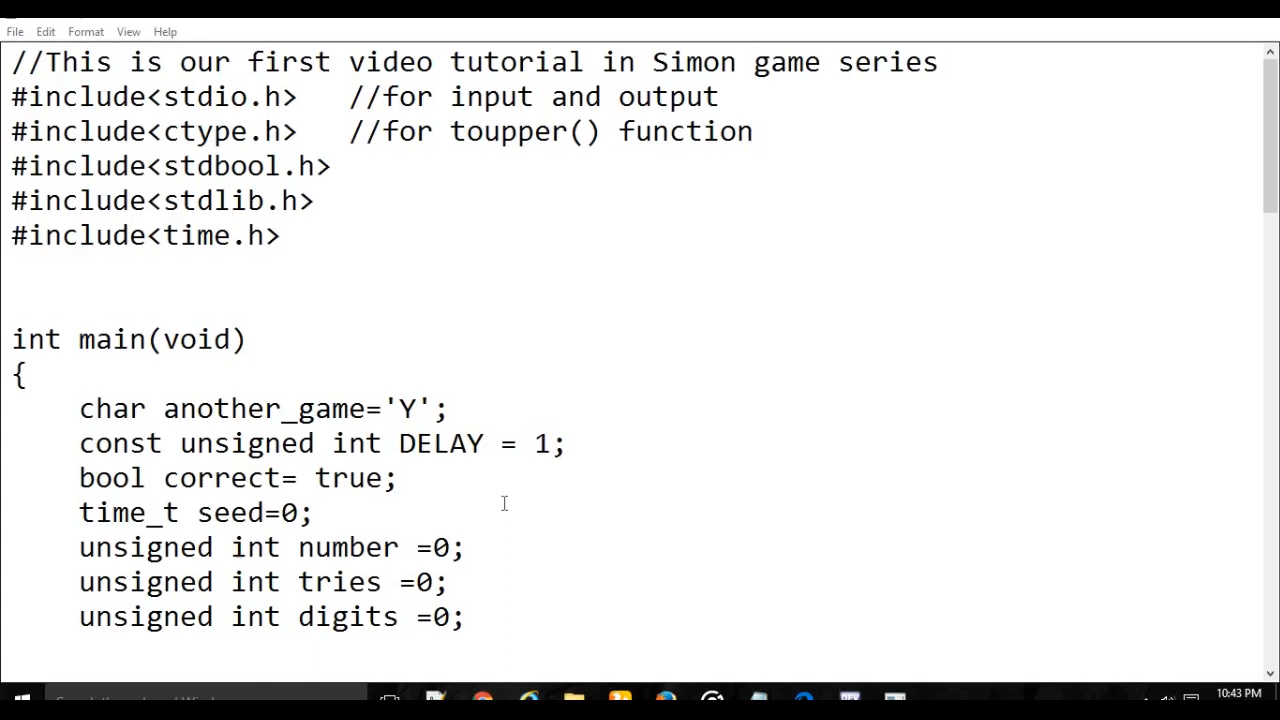 File Edit Format View Help
//This is our first video tutorial in Simon game series
#include<stdio.h>   //for input and output
#include<ctype.h>   //for toupper() function
#include<stdbool.h>
#include<stdlib.h>
#include<time.h>
int main(void)
{
    char another_game='Y';
    const unsigned int DELAY = 1;
    bool correct= true;
    time_t seed=0;
    unsigned int number =0;
    unsigned int tries =0;
    unsigned int digits =0;
10:43 PM